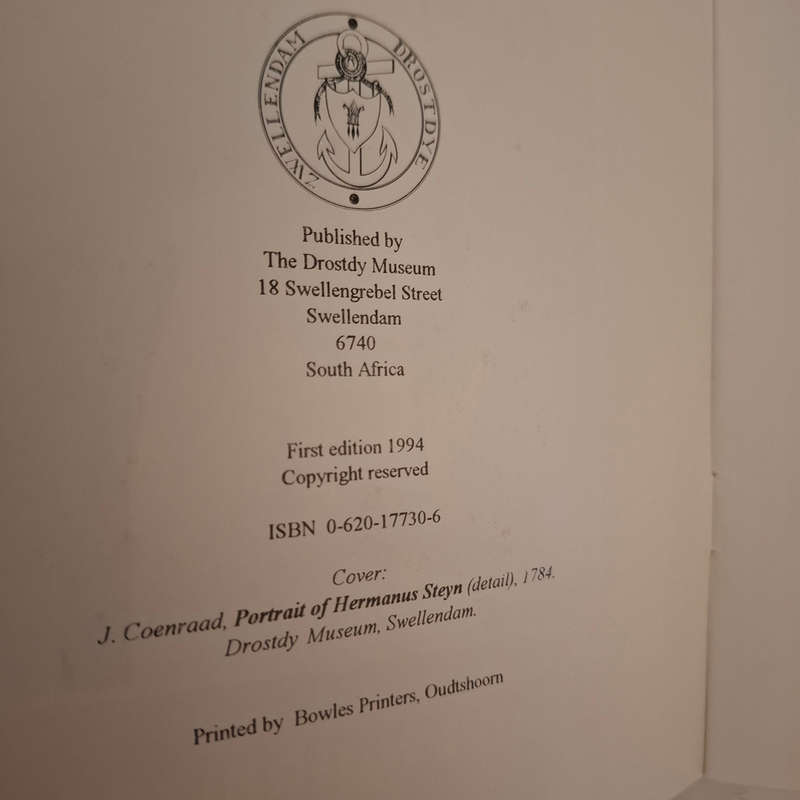 ZWELLENDAM DROSTDYE
Published by
The Drostdy Museum
18 Swellengrebel Street
Swellendam
6740
South Africa
First edition 1994
Copyright reserved
ISBN 0-620-17730-6
Cover:
J. Coenraad, Portrait of Hermanus Steyn (detail), 1784.
Drostdy Museum, Swellendam.
Printed by Bowles Printers, Oudtshoorn